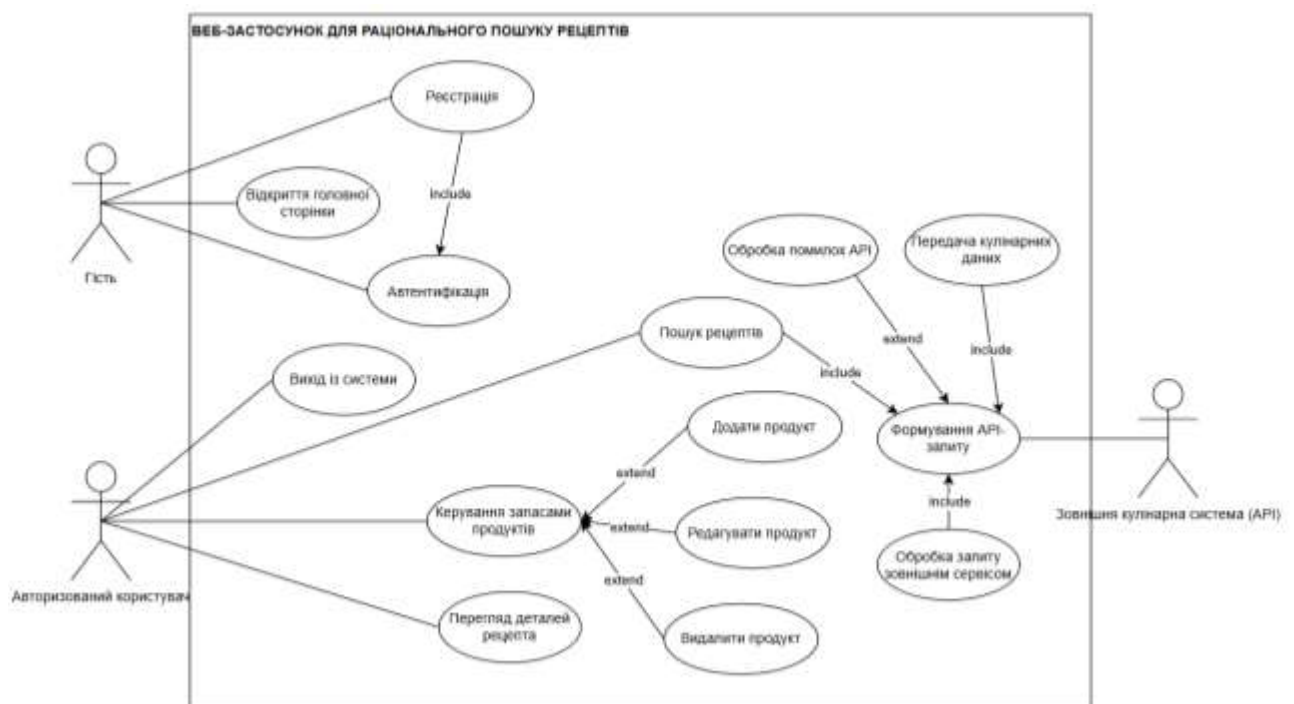 ВЕБ-ЗАСТОСУНОК ДЛЯ РАЦІОНАЛЬНОГО ПОШУКУ РЕЦЕПТІВ
Реєстрація
include
Відкриття головної
сторінки
Гість
Автентифікація
Обробка помилок API
Передача кулінарних
даних
Пошук рецептів
extend
include
include
Вихід із системи
Додати продукт
Формування API-
запиту
extend
Керування запасами
продуктів
extend
Редагувати продукт
include
Зовнішня кулінарна система (API)
extend
Обробка запиту
зовнішнім сервісом
Авторизований користувач
Перегляд деталей
рецепта
Видалити продукт